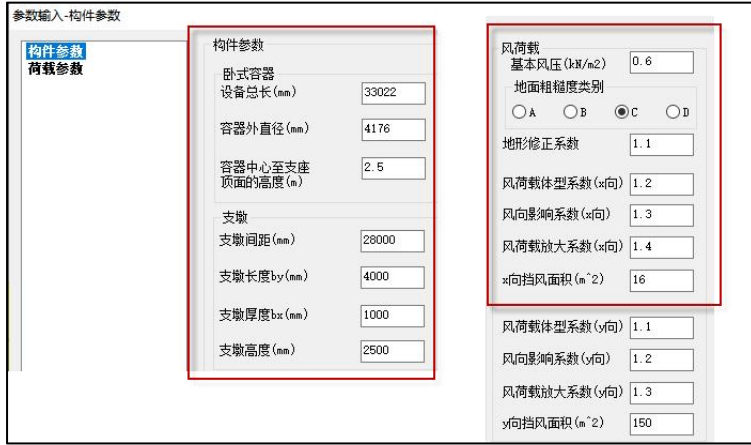 参数输入-构件参数
构件参数
荷载参数
构件参数
卧式容器
设备总长(mm) 33022
容器外直径(mm) 4176
容器中心至支座
顶面的高度(m) 2.5
支墩
支墩间距(mm) 28000
支墩长度by(mm) 4000
支墩厚度bx(mm) 1000
支墩高度(mm) 2500
风荷载
基本风压(kN/m2) 0.6
地面粗糙度类别
A B C D
地形修正系数 1.1
风荷载体型系数(x向) 1.2
风向影响系数(x向) 1.3
风荷载放大系数(x向) 1.4
x向挡风面积(m^2) 16
风荷载体型系数(y向) 1.1
风向影响系数(y向) 1.2
风荷载放大系数(y向) 1.3
y向挡风面积(m^2) 150